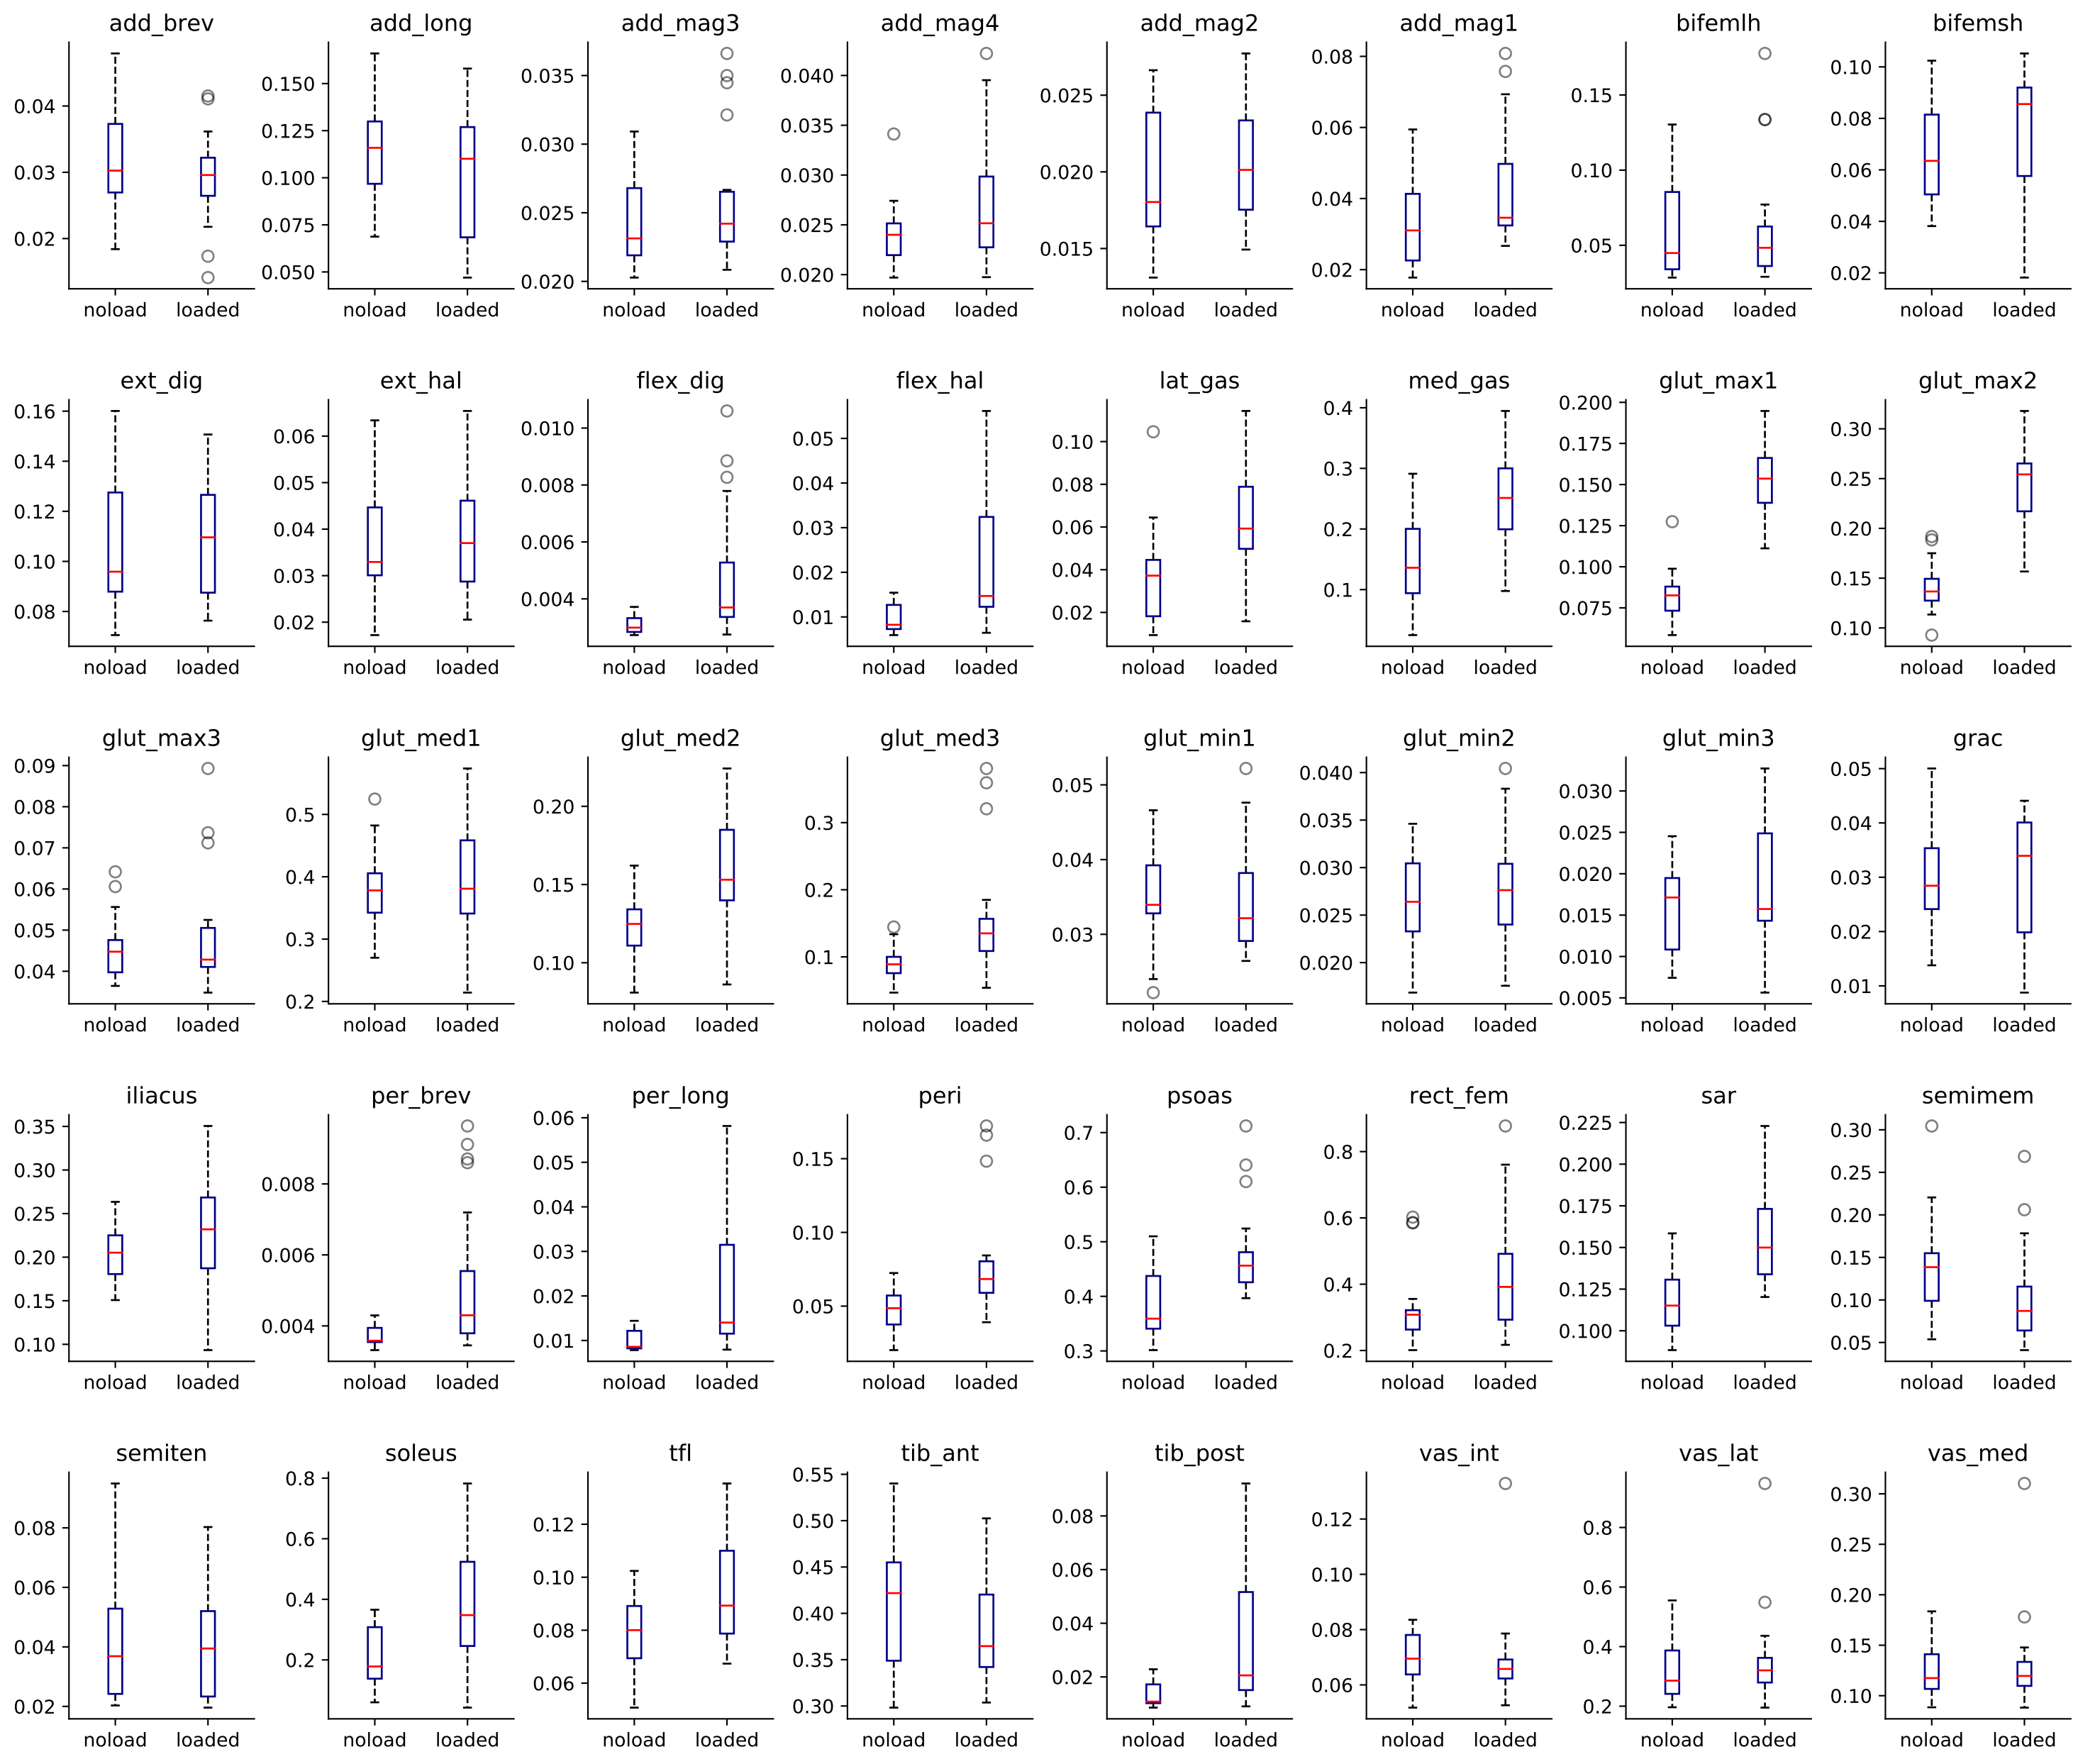 add_brev add_long add_mag3 add_mag4 add_mag2 add_mag1 bifemlh bifemsh
0.04 0.03 0.02
0.150 0.125 0.100 0.075 0.050
0.035 0.030 0.025 0.020
0.040 0.035 0.030 0.025 0.020
0.025 0.020 0.015
0.08 0.06 0.04 0.02
0.15 0.10 0.05
0.10 0.08 0.06 0.04 0.02
noload loaded noload loaded noload loaded noload loaded noload loaded noload loaded noload loaded noload loaded
ext_dig ext_hal flex_dig flex_hal lat_gas med_gas glut_max1 glut_max2
0.16 0.14 0.12 0.10 0.08
0.06 0.05 0.04 0.03 0.02
0.010 0.008 0.006 0.004
0.05 0.04 0.03 0.02 0.01
0.10 0.08 0.06 0.04 0.02
0.4 0.3 0.2 0.1
0.200 0.175 0.150 0.125 0.100 0.075
0.30 0.25 0.20 0.15 0.10
noload loaded noload loaded noload loaded noload loaded noload loaded noload loaded noload loaded noload loaded
glut_max3 glut_med1 glut_med2 glut_med3 glut_min1 glut_min2 glut_min3 grac
0.09 0.08 0.07 0.06 0.05 0.04
0.5 0.4 0.3 0.2
0.20 0.15 0.10
0.3 0.2 0.1
0.05 0.04 0.03
0.040 0.035 0.030 0.025 0.020
0.030 0.025 0.020 0.015 0.010 0.005
0.05 0.04 0.03 0.02 0.01
noload loaded noload loaded noload loaded noload loaded noload loaded noload loaded noload loaded noload loaded
iliacus per_brev per_long peri psoas rect_fem sar semimem
0.35 0.30 0.25 0.20 0.15 0.10
0.008 0.006 0.004
0.06 0.05 0.04 0.03 0.02 0.01
0.15 0.10 0.05
0.7 0.6 0.5 0.4 0.3
0.8 0.6 0.4 0.2
0.225 0.200 0.175 0.150 0.125 0.100
0.30 0.25 0.20 0.15 0.10 0.05
noload loaded noload loaded noload loaded noload loaded noload loaded noload loaded noload loaded noload loaded
semiten soleus tfl tib_ant tib_post vas_int vas_lat vas_med
0.08 0.06 0.04 0.02
0.8 0.6 0.4 0.2
0.12 0.10 0.08 0.06
0.55 0.50 0.45 0.40 0.35 0.30
0.08 0.06 0.04 0.02
0.12 0.10 0.08 0.06
0.8 0.6 0.4 0.2
0.30 0.25 0.20 0.15 0.10
noload loaded noload loaded noload loaded noload loaded noload loaded noload loaded noload loaded noload loaded